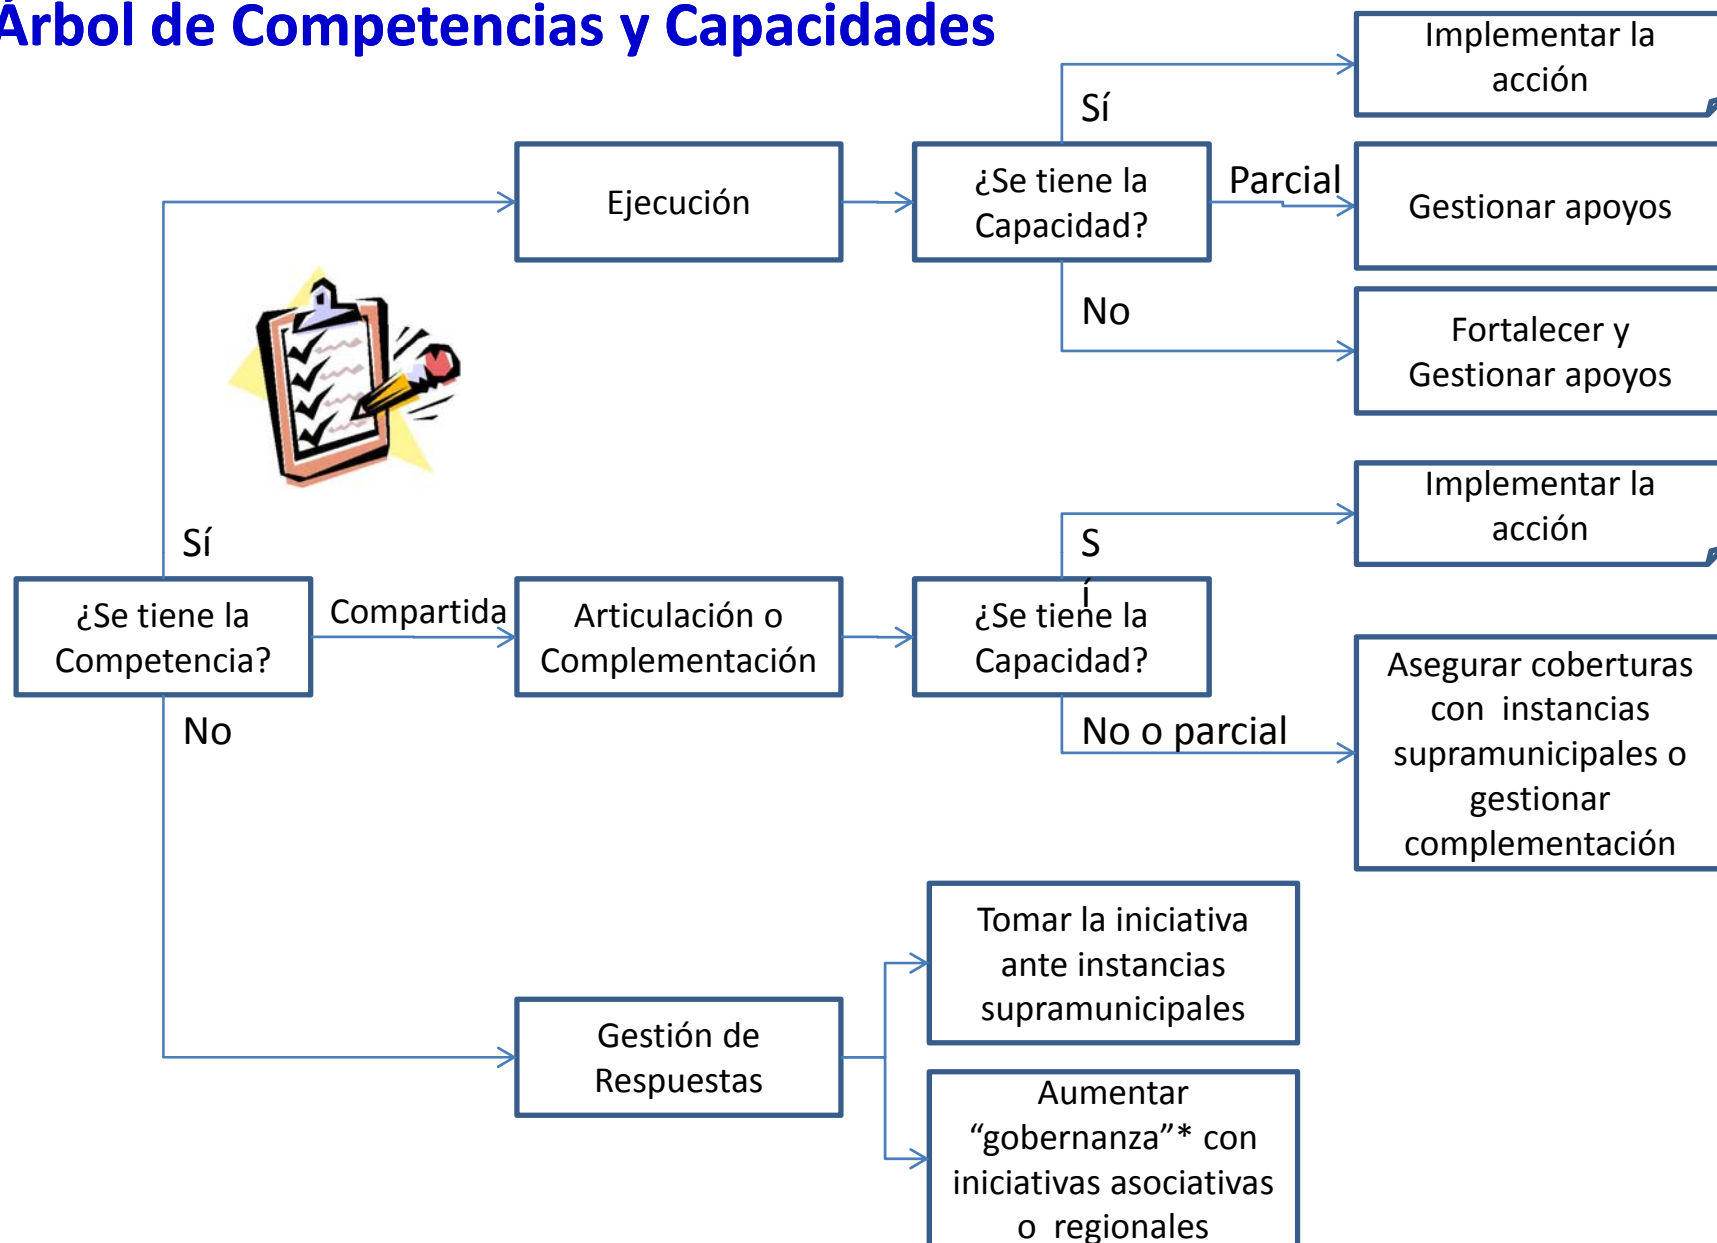 Árbol de Competencias y Capacidades
Implementar la
acción
Sí
Ejecución
¿Se tiene la
Capacidad?
Parcial
Gestionar apoyos
No
Fortalecer y
Gestionar apoyos
Implementar la
acción
Sí
Sí
¿Se tiene la
Competencia?
Compartida
Articulación o
Complementación
¿Se tiene la
Capacidad?
No
No o parcial
Asegurar coberturas
con instancias
supramunicipales o
gestionar
complementación
Tomar la iniciativa
ante instancias
supramunicipales
Gestión de
Respuestas
Aumentar
“gobernanza”* con
iniciativas asociativas
o regionales